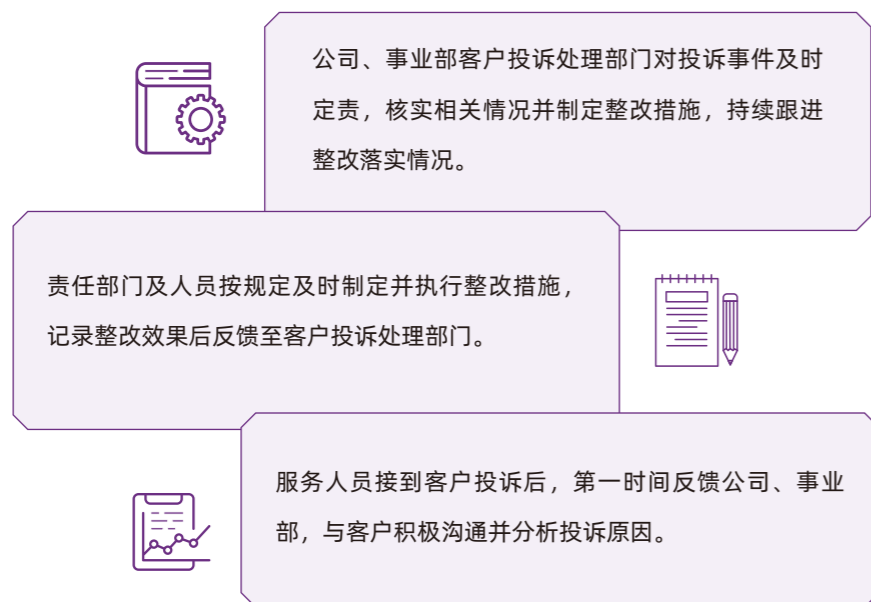 公司、事业部客户投诉处理部门对投诉事件及时
定责，核实相关情况并制定整改措施，持续跟进
整改落实情况。
责任部门及人员按规定及时制定并执行整改措施，
记录整改效果后反馈至客户投诉处理部门。
服务人员接到客户投诉后，第一时间反馈公司、事业
部，与客户积极沟通并分析投诉原因。